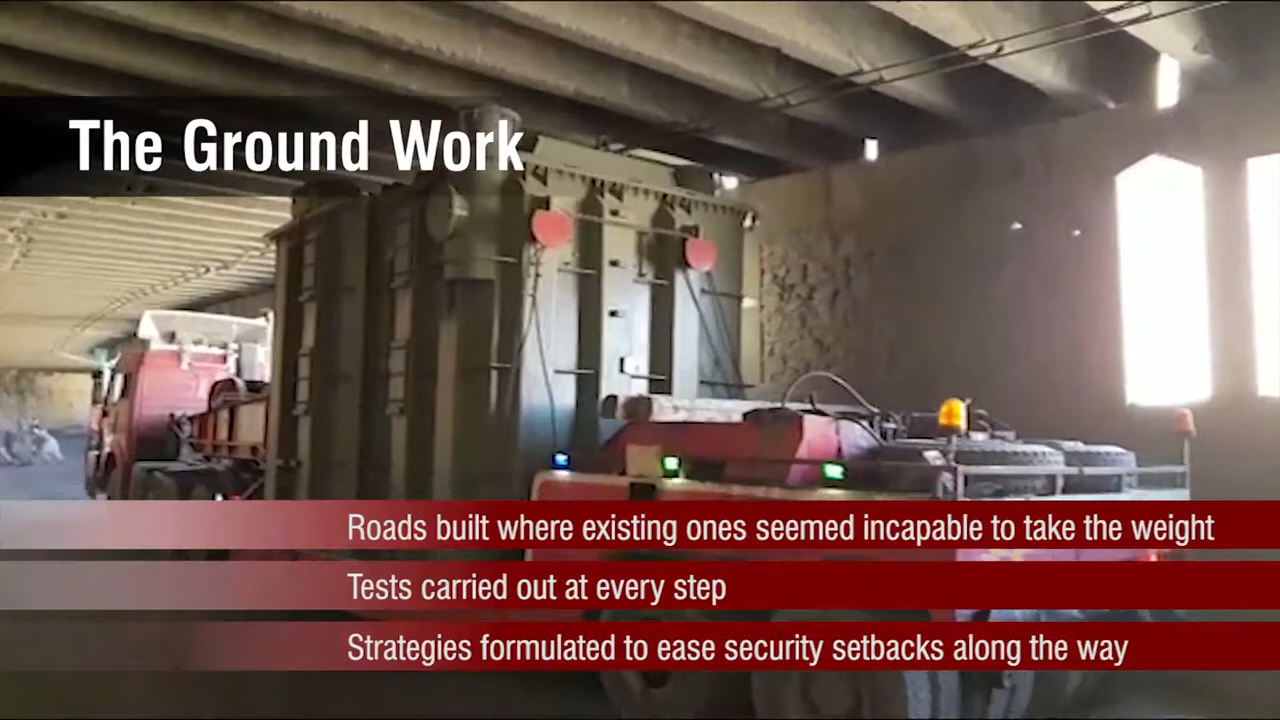 The Ground Work
Roads built where existing ones seemed incapable to take the weight
Tests carried out at every step
Strategies formulated to ease security setbacks along the way